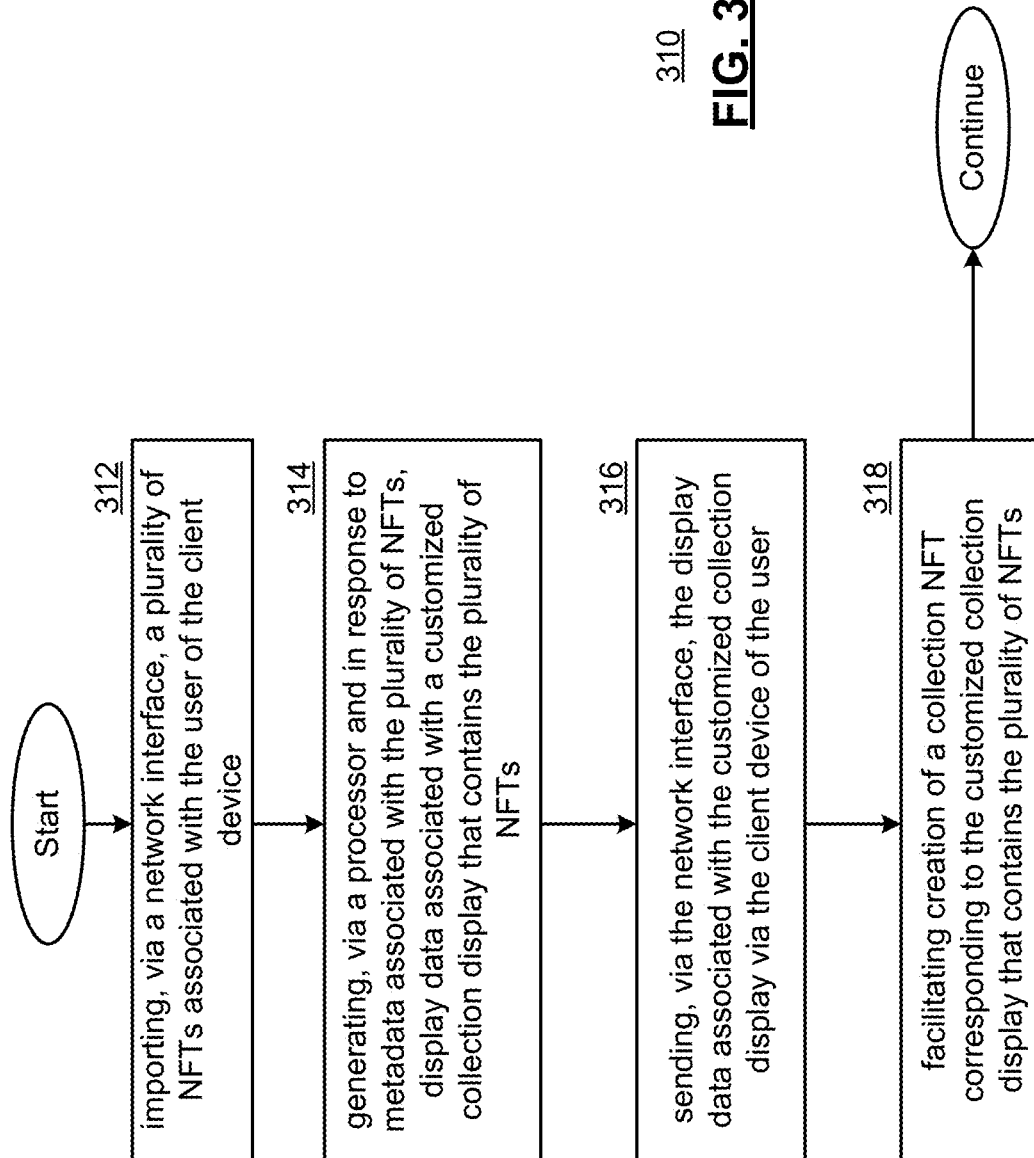 Start
312
importing, via a network interface, a plurality of
NFTs associated with the user of the client
device
314
generating, via a processor and in response to
metadata associated with the plurality of NFTs,
display data associated with a customized
collection display that contains the plurality of
NFTs
316
sending, via the network interface, the display
data associated with the customized collection
display via the client device of the user
318
facilitating creation of a collection NFT
corresponding to the customized collection
display that contains the plurality of NFTs
Continue
310
FIG. 3